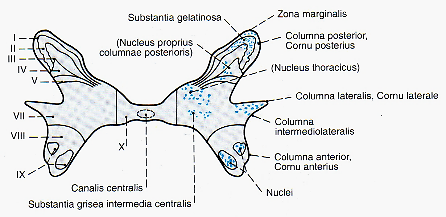 Substantia gelatinosa
Zona marginalis
I
II
III
IV
V
VII
VIII
IX
X
(Nucleus proprius
columnae posterioris)
Columna posterior,
Cornu posterius
(Nucleus thoracicus)
Columna lateralis, Cornu laterale
Columna
intermediolateralis
Columna anterior,
Cornu anterius
Nuclei
Canalis centralis
Substantia grisea intermedia centralis